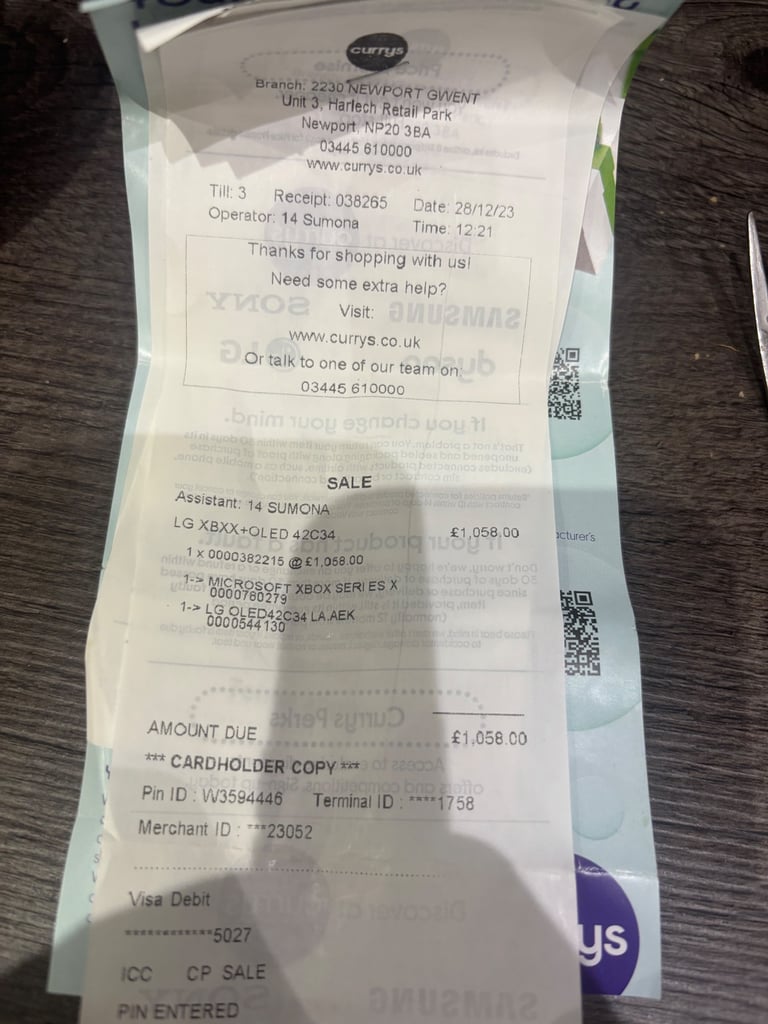 currys
Branch: 2230 NEWPORT GWENT
Unit 3, Harlech Retail Park
Newport, NP20 3BA
03445 610000
www.currys.co.uk
Till: 3 Receipt: 038265 Date: 28/12/23
Operator: 14 Sumona Time: 12:21
Thanks for shopping with us!
Need some extra help?
Visit:
www.currys.co.uk
Or talk to one of our team on:
03445 610000
SALE
Assistant: 14 SUMONA
LG XBXX+OLED 42C34 £1,058.00
1 x 0000382215 @ £1,058.00
1-> MICROSOFT XBOX SERIES X
0000760279
1-> LG OLED42C34 LA.AEK
0000544130
AMOUNT DUE £1,058.00
*** CARDHOLDER COPY ***
Pin ID : W3594446 Terminal ID : ****1758
Merchant ID : ***23052
Visa Debit
************5027
ICC CP SALE
PIN ENTERED
acturer's
ys